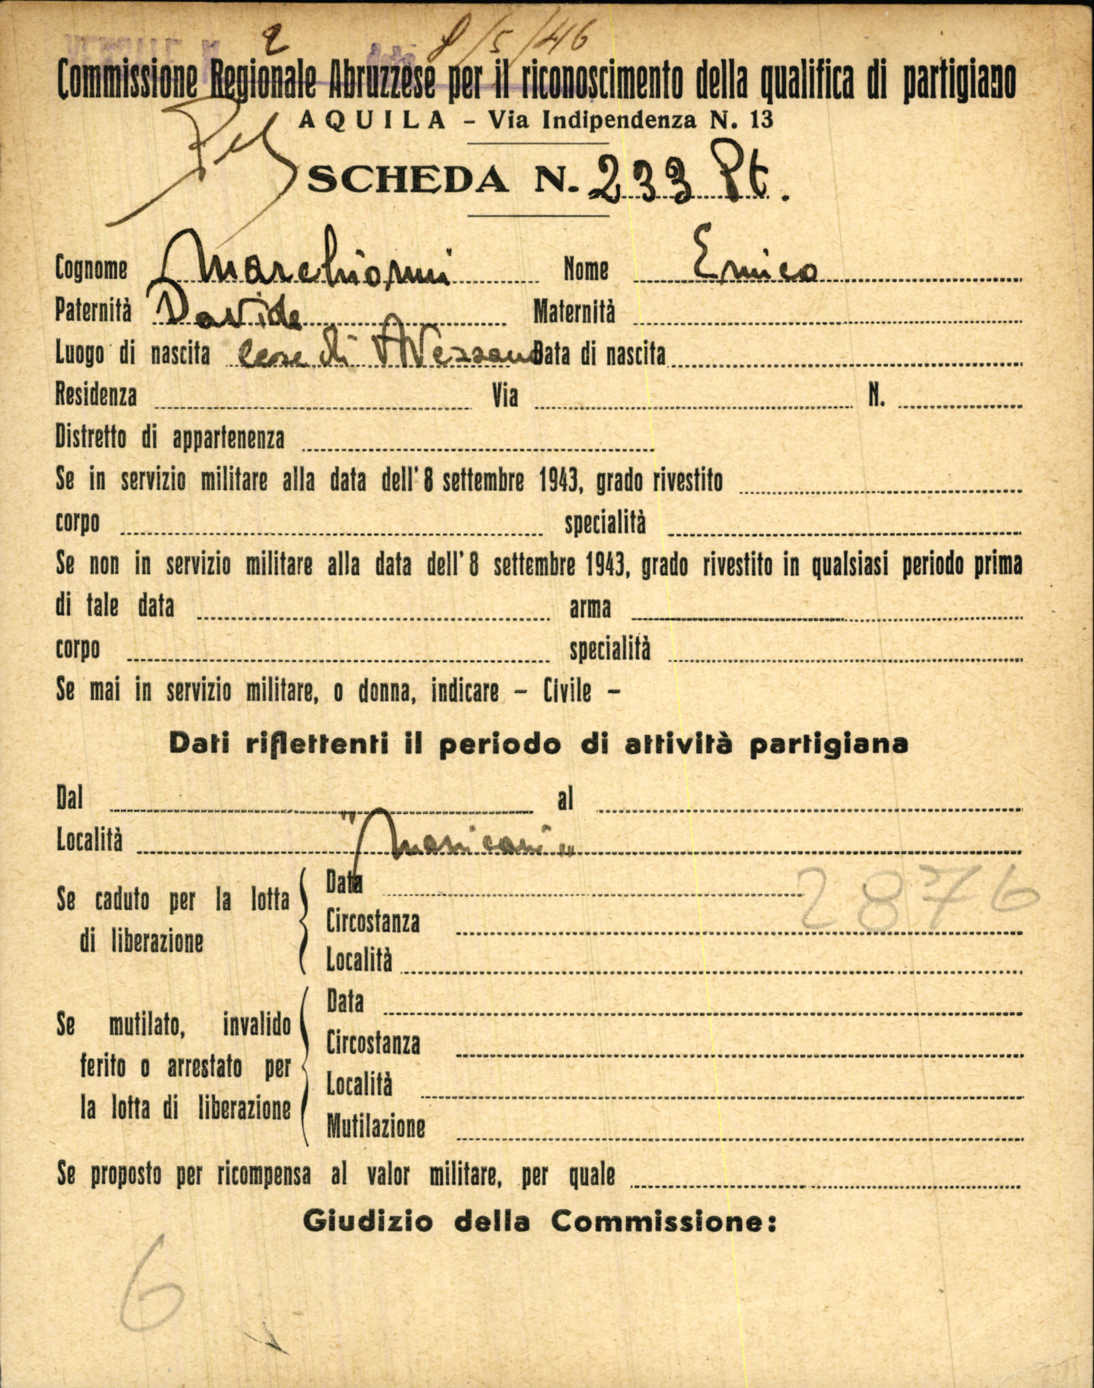 2 8/5/46
Commissione Regionale Abruzzese per il riconoscimento della qualifica di partigiano
AQUILA - Via Indipendenza N. 13
SCHEDA N. 233 Pt.
Cognome Marchionni Nome Enrico
Paternità Davide Maternità
Luogo di nascita Cese di Avezzano Data di nascita
Residenza Via N.
Distretto di appartenenza
Se in servizio militare alla data dell'8 settembre 1943, grado rivestito
corpo specialità
Se non in servizio militare alla data dell'8 settembre 1943, grado rivestito in qualsiasi periodo prima
di tale data arma
corpo specialità
Se mai in servizio militare, o donna, indicare - Civile -
Dati riflettenti il periodo di attività partigiana
Dal al
Località "Marsicani"
Se caduto per la lotta di liberazione
Data
2876
Circostanza
Località
Se mutilato, invalido ferito o arrestato per la lotta di liberazione
Data
Circostanza
Località
Mutilazione
Se proposto per ricompensa al valor militare, per quale
Giudizio della Commissione:
6